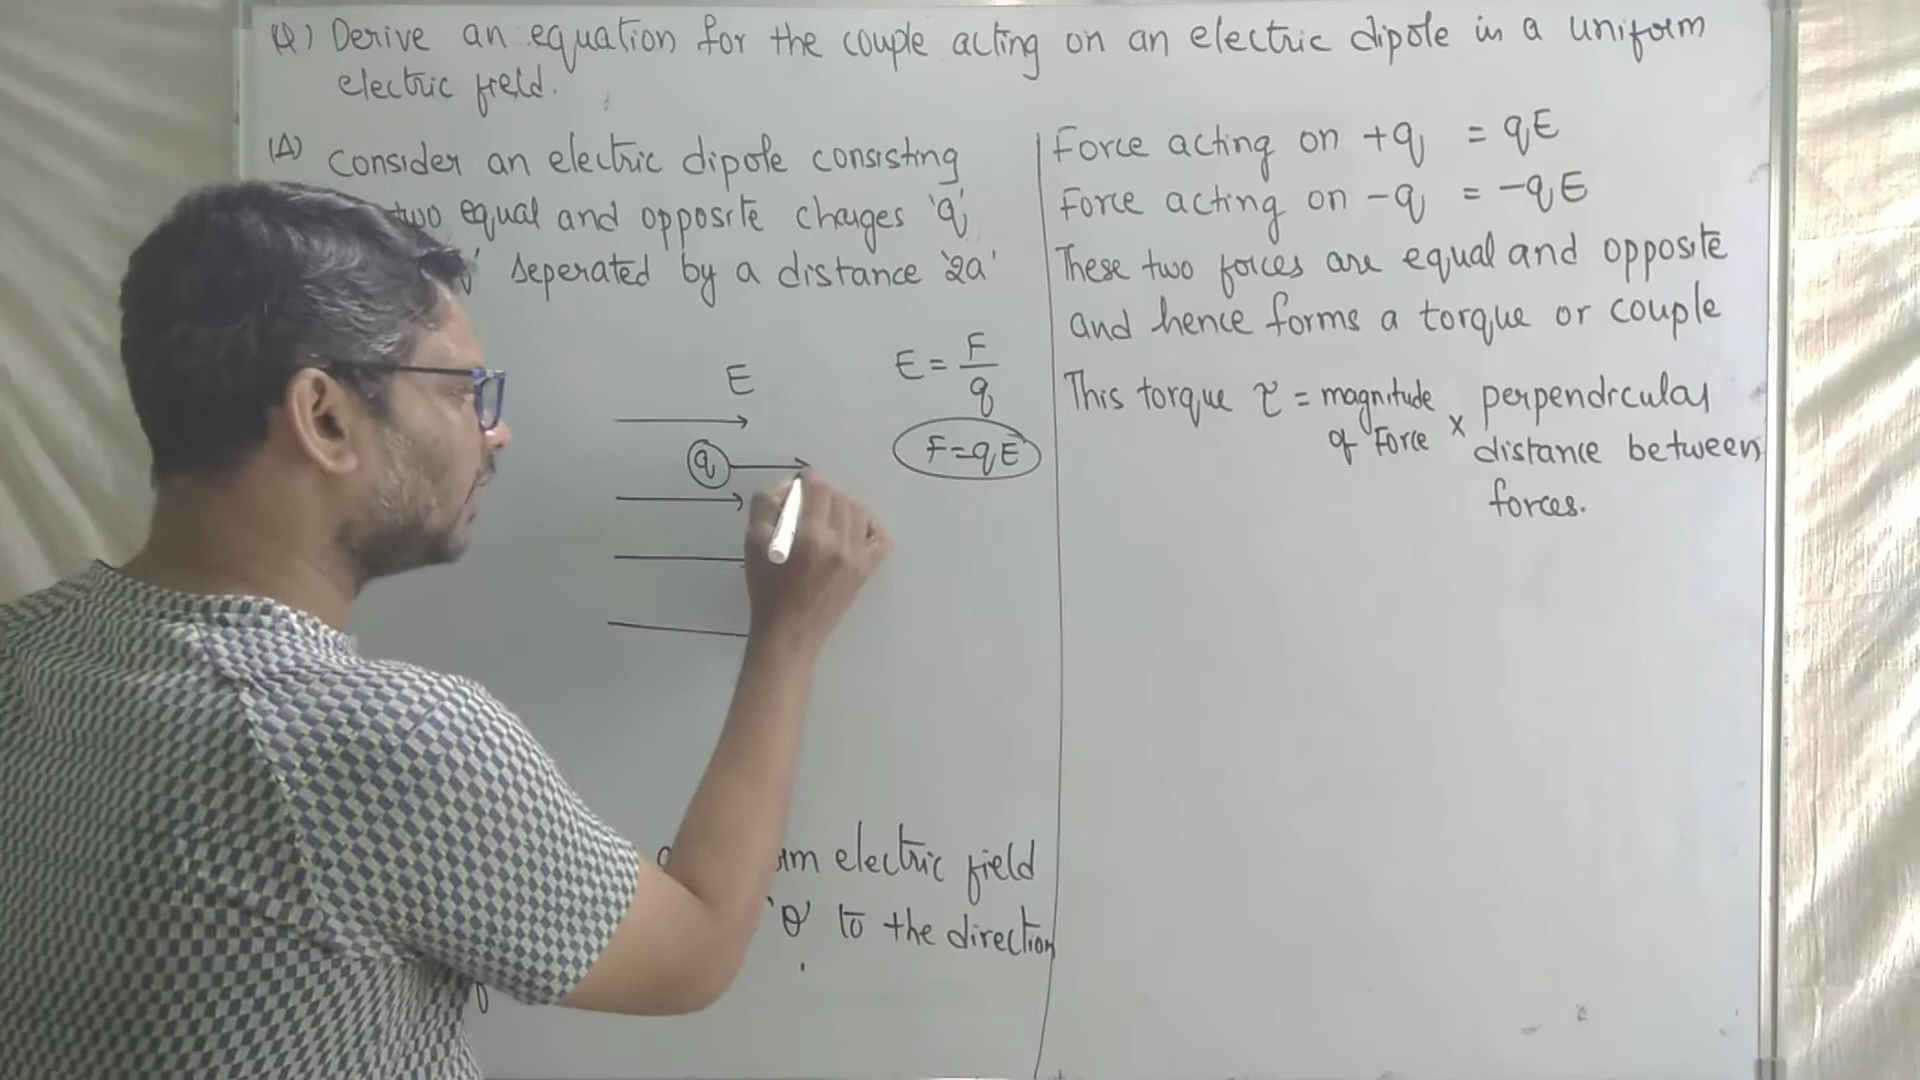 Q) Derive an equation for the couple acting on an electric dipole in a uniform
electric field.
(A) Consider an electric dipole consisting
two equal and opposite charges 'q'
seperated by a distance '2a'
E
q
E = F/q
F=qE
electric field
'θ' to the direction
Force acting on +q = qE
Force acting on -q = -qE
These two forces are equal and opposite
and hence forms a torque or couple
This torque τ = magnitude of Force × perpendicular
distance between
forces.